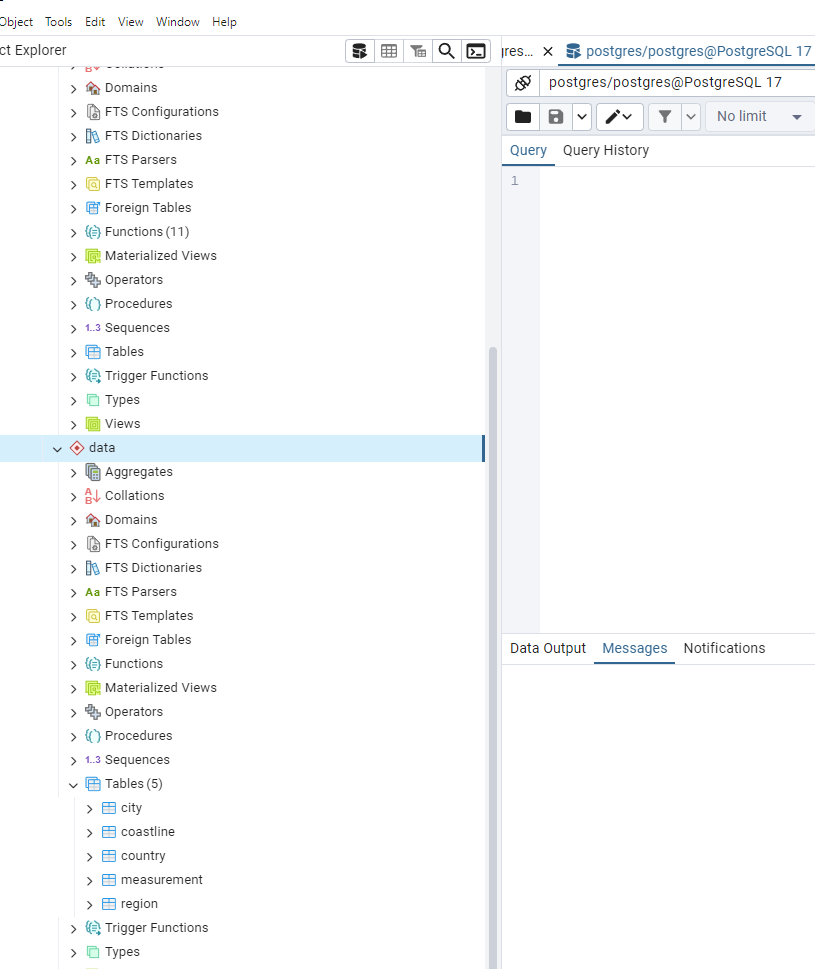 Object Tools Edit View Window Help
ct Explorer
gres...
postgres/postgres@PostgreSQL 17
postgres/postgres@PostgreSQL 17
No limit
Query Query History
1
Domains
FTS Configurations
FTS Dictionaries
Aa FTS Parsers
FTS Templates
Foreign Tables
Functions (11)
Materialized Views
Operators
Procedures
1..3 Sequences
Tables
Trigger Functions
Types
Views
data
Aggregates
Collations
Domains
FTS Configurations
FTS Dictionaries
Aa FTS Parsers
FTS Templates
Foreign Tables
Functions
Materialized Views
Operators
Procedures
1..3 Sequences
Tables (5)
city
coastline
country
measurement
region
Trigger Functions
Types
Data Output Messages Notifications